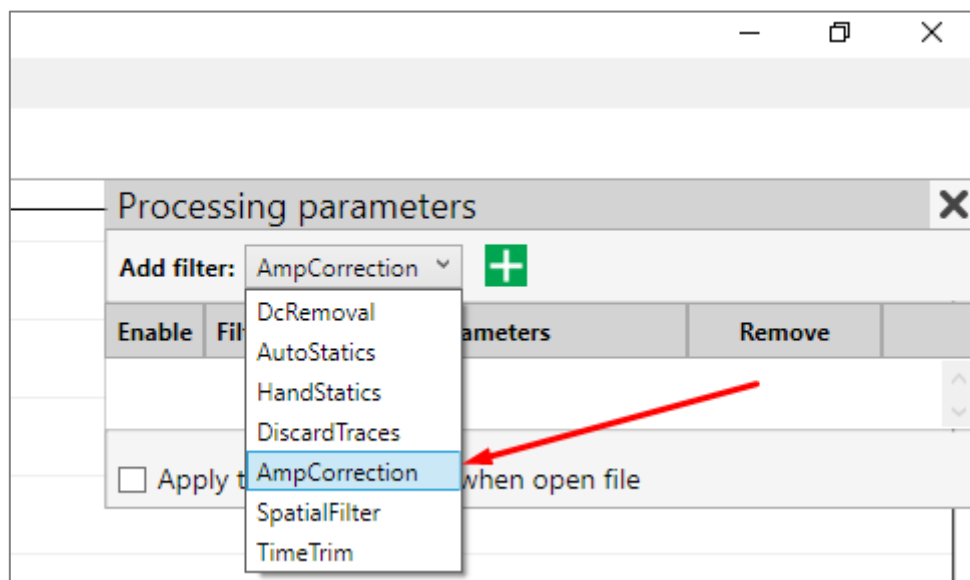 Processing parameters
Add filter: AmpCorrection
DcRemoval
Enable Fil ameters Remove
AutoStatics
HandStatics
DiscardTraces
AmpCorrection
Apply t when open file
SpatialFilter
TimeTrim